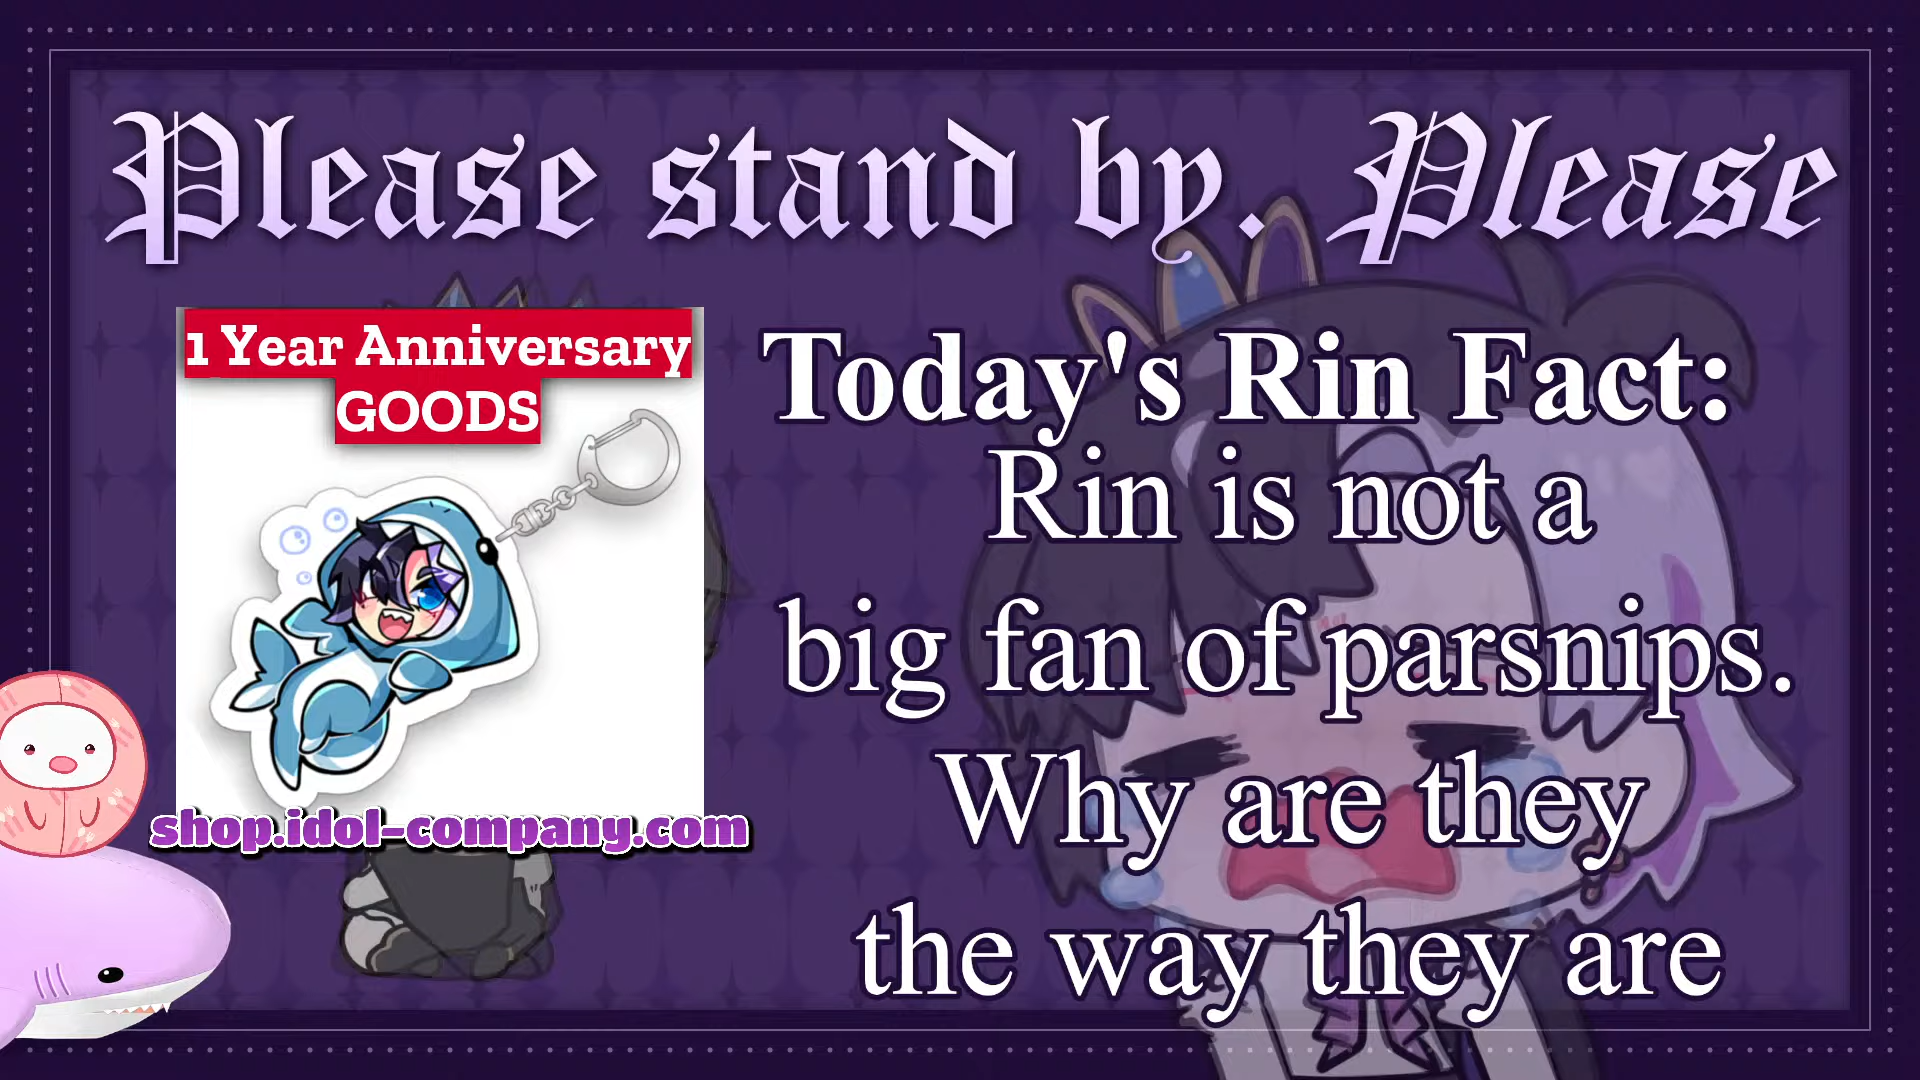 Please stand by. Please
1 Year Anniversary
GOODS
shop.idol-company.com
Today's Rin Fact:
Rin is not a
big fan of parsnips.
Why are they
the way they are